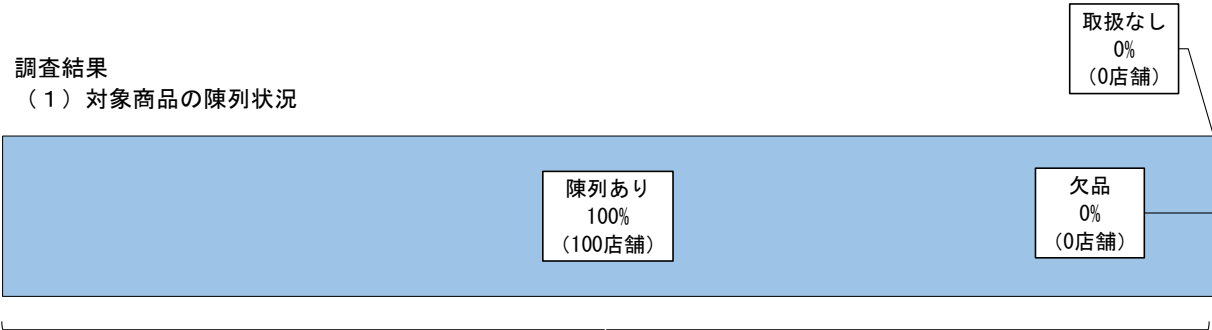 調査結果
（１）対象商品の陳列状況
取扱なし
0%
(0店舗)
陳列あり
100%
(100店舗)
欠品
0%
(0店舗)